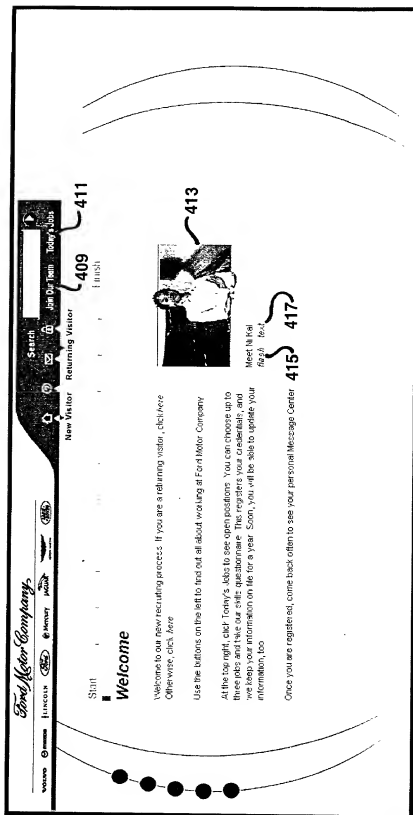 Ford Motor Company,
VOLVO
LINCOLN
Ford
Mercury
JAGUAR
Ford
Search
Join Our Team
Today's Jobs
409
411
New Visitor
Returning Visitor
Start
Finish
Welcome
Welcome to our new recruiting process. If you are a returning visitor, click here
Otherwise, click here
Use the buttons on the left to find out all about working at Ford Motor Company
At the top right, click Today's Jobs to see open positions. You can choose up to
three jobs and take our skills questionnaire. This registers your credentials, and
we keep your information on file for a year. Soon, you will be able to update your
information, too
Once you are registered, come back often to see your personal Message Center
413
Meet Ni Kal
flash text
415
417